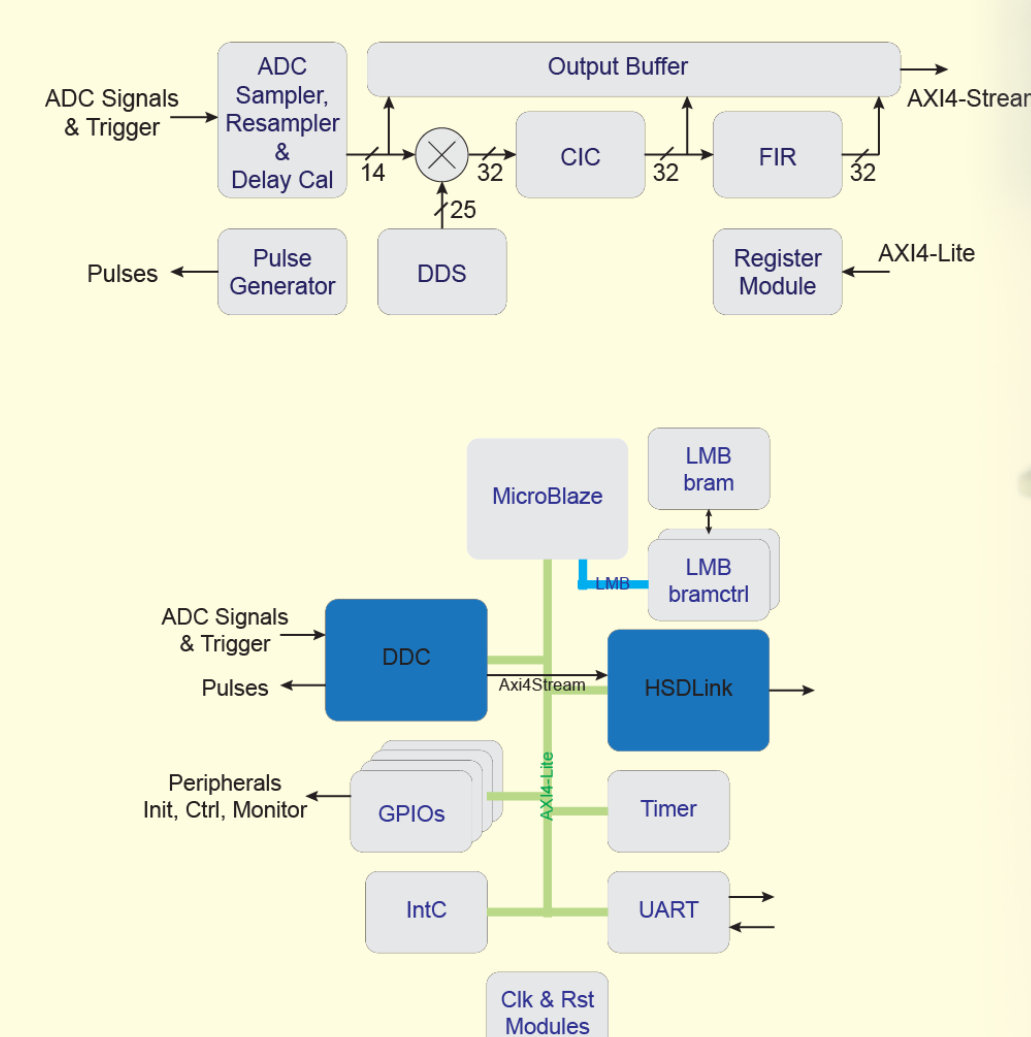 ADC
Sampler,
Resampler
&
Delay Cal
Output Buffer
ADC Signals
& Trigger
AXI4-Stream
14
32
CIC
32
FIR
32
25
Pulses
Pulse
Generator
DDS
Register
Module
AXI4-Lite
MicroBlaze
LMB
bram
LMB
LMB
bramctrl
ADC Signals
& Trigger
DDC
Pulses
Axi4Stream
HSDLink
Peripherals
Init, Ctrl, Monitor
GPIOs
AXI4-Lite
Timer
IntC
UART
Clk & Rst
Modules